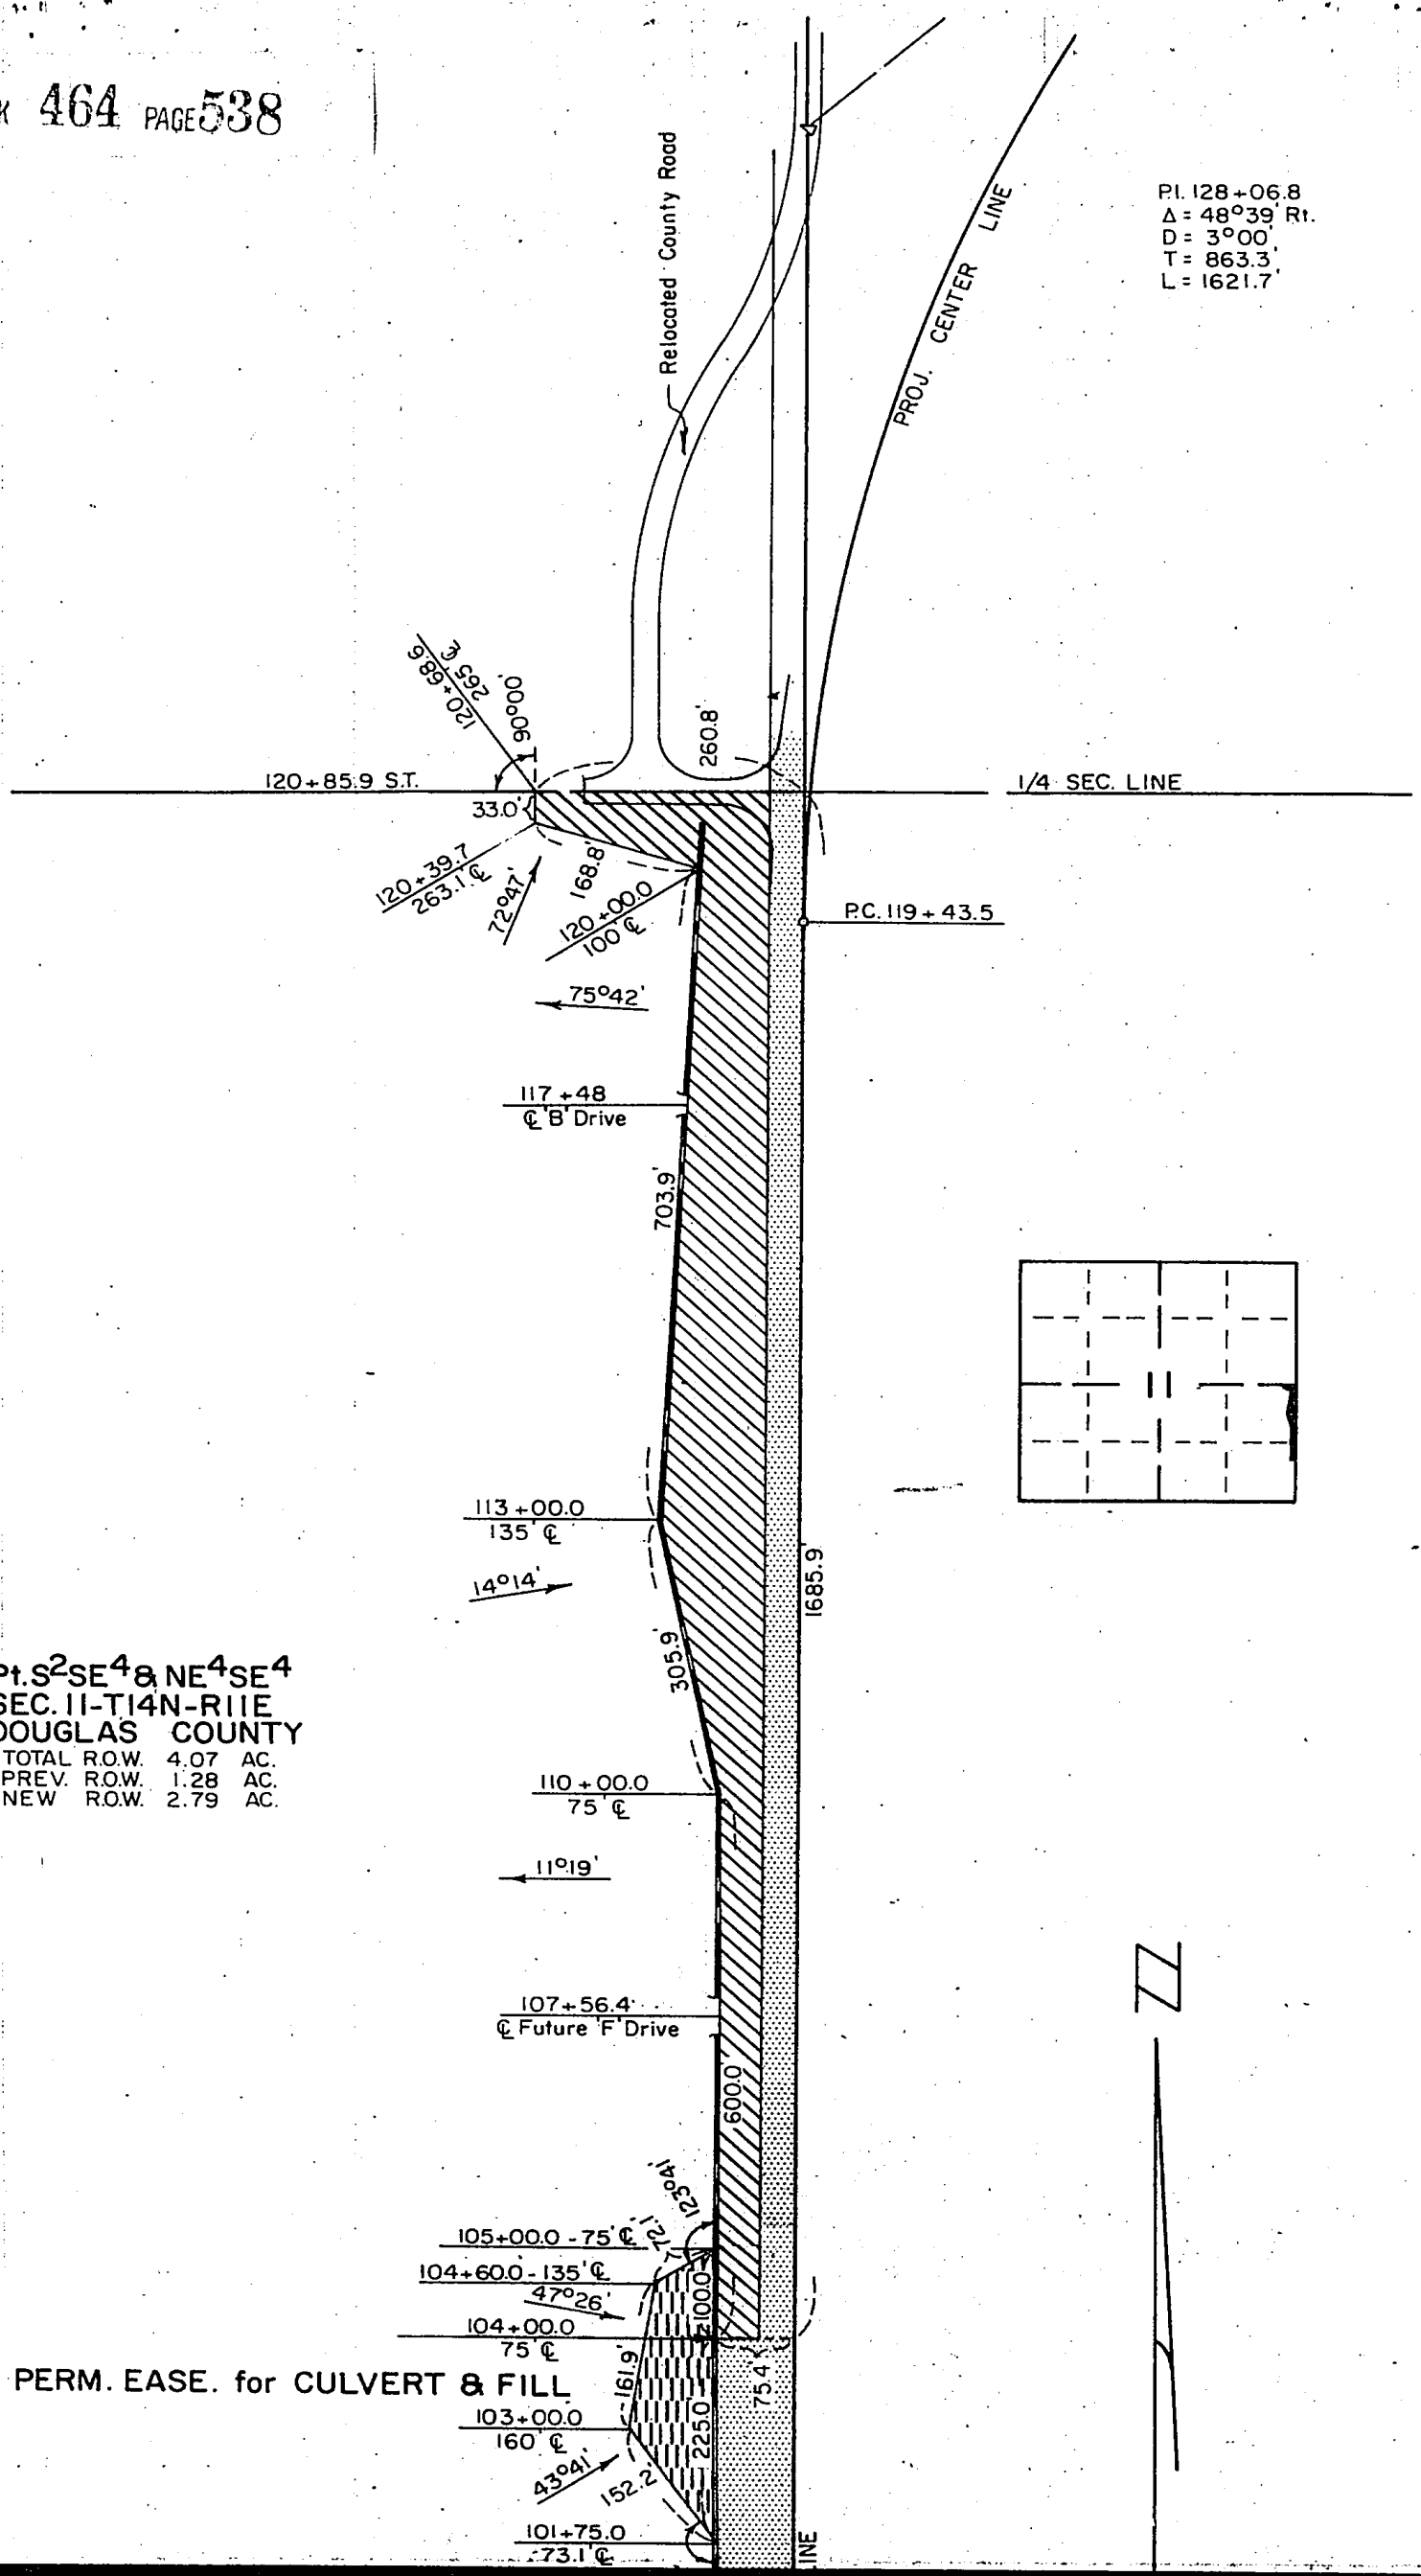 464 PAGE 538
Relocated County Road
P.I. 128+06.8
Δ = 48°39' Rt.
D = 3°00'
T = 863.3'
L = 1621.7'
PROJ. CENTER LINE
120+68.6
265' ℄
90°00'
260.8'
120+85.9 S.T.
1/4 SEC. LINE
33.0'
120+39.7
263.1' ℄
72°47'
168.8'
120+00.0
100' ℄
P.C. 119+43.5
75°42'
117+48
℄ 'B' Drive
703.9'
11
113+00.0
135' ℄
14°14'
1685.9'
305.9'
Pt. S²SE⁴ & NE⁴SE⁴
SEC. 11-T14N-R11E
DOUGLAS COUNTY
TOTAL R.O.W. 4.07 AC.
PREV. R.O.W. 1.28 AC.
NEW R.O.W. 2.79 AC.
110+00.0
75' ℄
11°19'
N
107+56.4
℄ Future 'F' Drive
600.0'
123°41'
72.1'
105+00.0 - 75' ℄
104+60.0 - 135' ℄
47°26'
100.0'
104+00.0
75' ℄
75.4'
PERM. EASE. for CULVERT & FILL
161.9'
103+00.0
160' ℄
225.0'
43°41'
152.2'
101+75.0
73.1' ℄
LINE